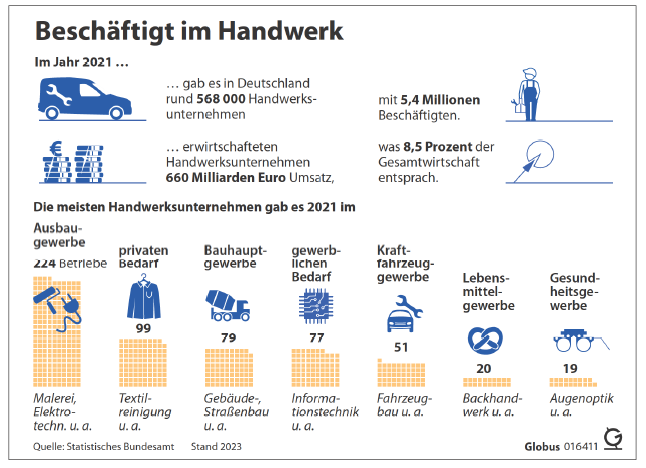 Beschäftigt im Handwerk
Im Jahr 2021 ...
... gab es in Deutschland
rund 568 000 Handwerks-
unternehmen
mit 5,4 Millionen
Beschäftigten.
€
... erwirtschafteten
Handwerksunternehmen
660 Milliarden Euro Umsatz,
was 8,5 Prozent der
Gesamtwirtschaft
entsprach.
Die meisten Handwerksunternehmen gab es 2021 im
Ausbau-
gewerbe
224 Betriebe
Malerei,
Elektro-
techn. u. a.
privaten
Bedarf
99
Textil-
reinigung
u. a.
Bauhaupt-
gewerbe
79
Gebäude-,
Straßenbau
u. a.
gewerb-
lichen
Bedarf
77
Informa-
tionstechnik
u. a.
Kraft-
fahrzeug-
gewerbe
51
Fahrzeug-
bau u. a.
Lebens-
mittel-
gewerbe
20
Backhand-
werk u. a.
Gesund-
heitsge-
werbe
19
Augenoptik
u. a.
Quelle: Statistisches Bundesamt Stand 2023
Globus 016411